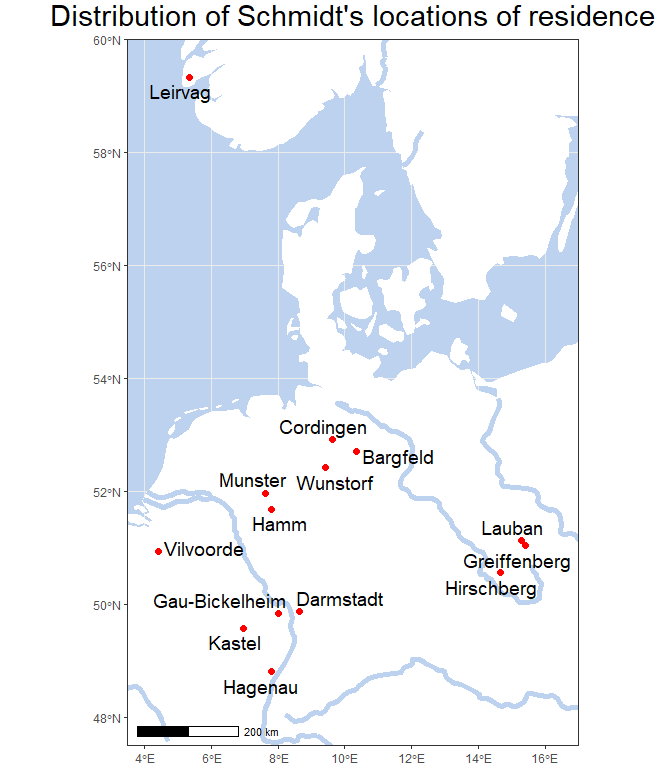 Distribution of Schmidt's locations of residence
60°N
Leirvag
58°N
56°N
54°N
Cordingen
Bargfeld
Munster
Wunstorf
52°N
Hamm
Lauban
Vilvoorde
Greiffenberg
Hirschberg
Gau-Bickelheim
Darmstadt
50°N
Kastel
Hagenau
48°N
200 km
4°E
6°E
8°E
10°E
12°E
14°E
16°E